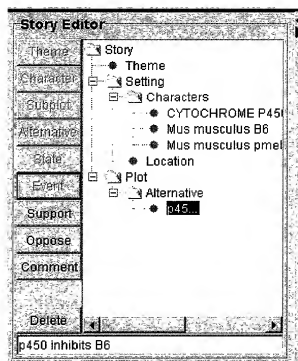 Story Editor
Theme
Character
Subplot
Alternative
State
Event
Support
Oppose
Comment
Delete
Story
Theme
Setting
Characters
CYTOCHROME P45
Mus musculus B6
Mus musculus pmel
Location
Plot
Alternative
p45...
p450 inhibits B6